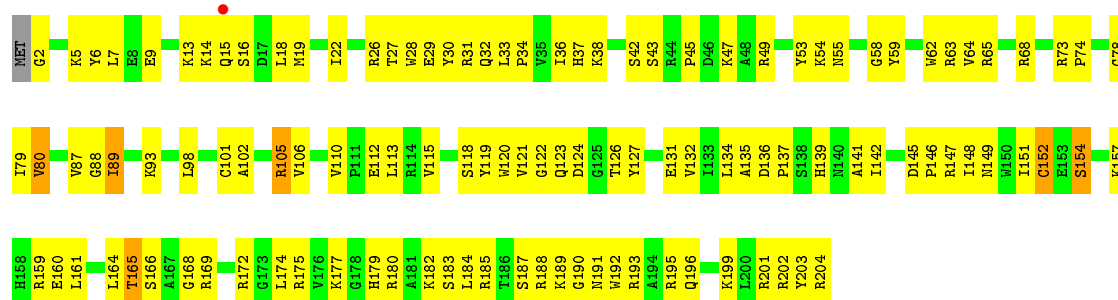 MET G2 K5 Y6 L7 E8 E9 K13 K14 Q15 S16 D17 L18 M19 I22 R26 T27 W28 E29 Y30 R31 Q32 L33 P34 V35 I36 H37 K38 S42 S43 R44 P45 D46 K47 A48 R49 Y53 K54 N55 G58 Y59 W62 R63 V64 R65 R68 R73 P74 G78
I79 V80 V87 G88 I89 K93 L98 C101 A102 R105 V106 V110 P111 E112 L113 R114 V115 S118 Y119 W120 V121 G122 Q123 D124 G125 T126 Y127 E131 V132 I133 L134 A135 D136 P137 S138 H139 N140 A141 I142 D145 P146 R147 I148 N149 W150 I151 C152 E153 S154 K157
H158 R159 E160 L161 L164 T165 S166 A167 G168 R169 R172 G173 L174 R175 V176 K177 G178 H179 R180 A181 K182 S183 L184 R185 T186 S187 R188 K189 G190 N191 W192 R193 A194 R195 Q196 K199 L200 R201 R202 Y203 R204